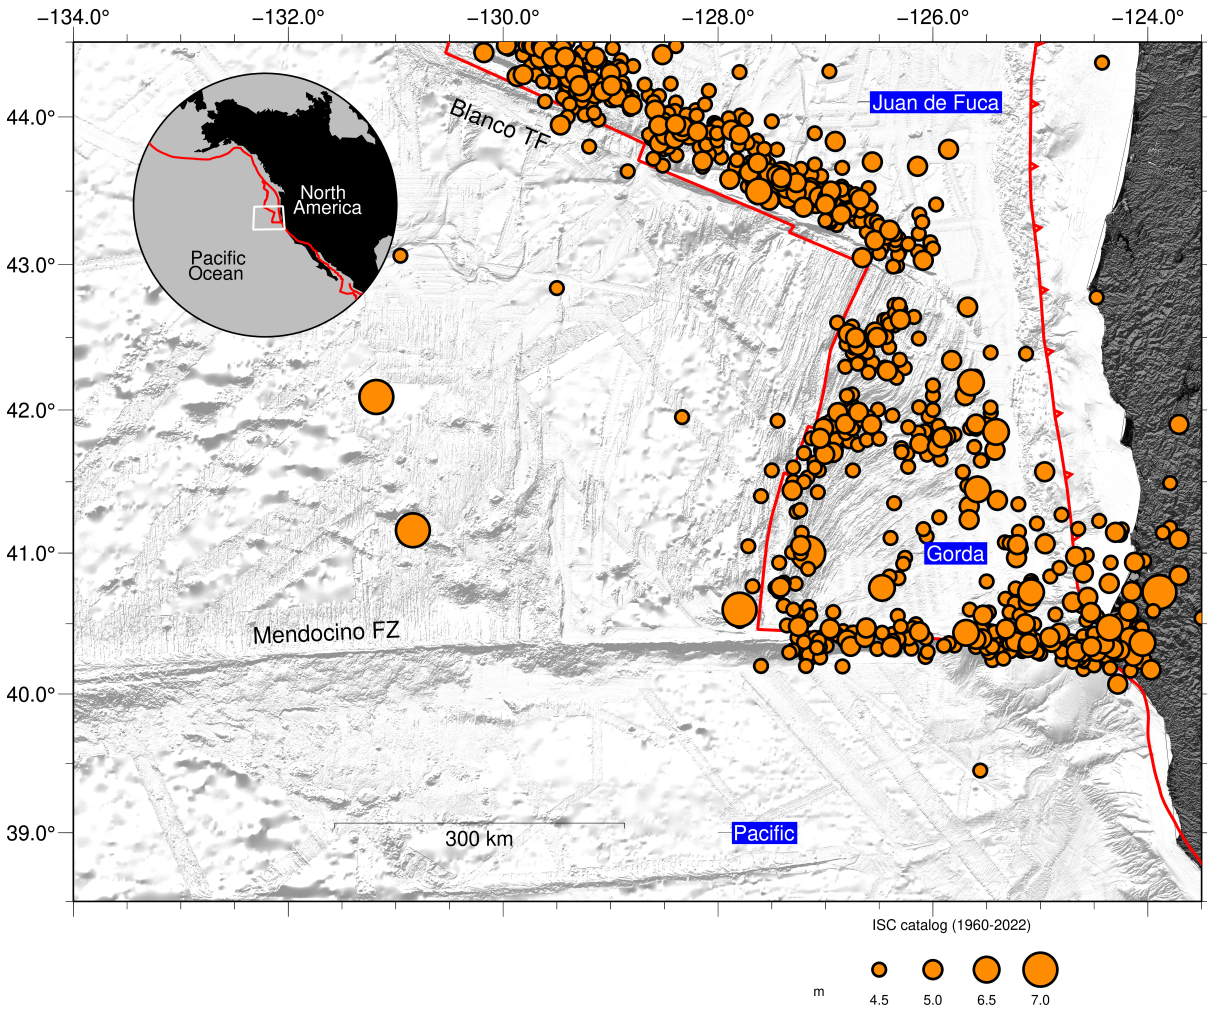 −134.0° −132.0° −130.0° −128.0° −126.0° −124.0°
Juan de Fuca
Blanco TF
44.0°
North
America
Pacific
Ocean
43.0°
42.0°
41.0°
Gorda
Mendocino FZ
40.0°
39.0°
300 km
Pacific
ISC catalog (1960-2022)
m
4.5 5.0 6.5 7.0